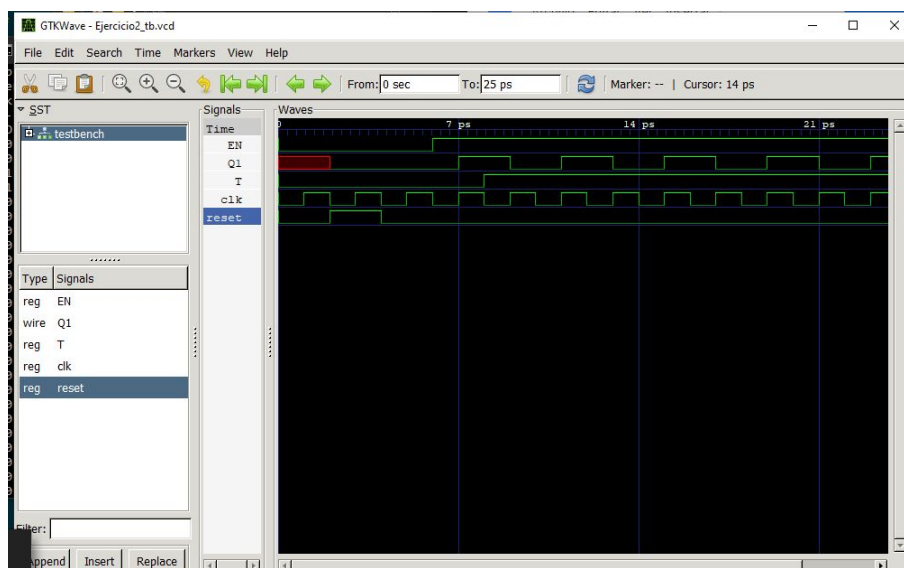 GTKWave - Ejercicio2_tb.vcd
File Edit Search Time Markers View Help
From: 0 sec To: 25 ps Marker: -- | Cursor: 14 ps
SST
testbench
Type Signals
reg EN
wire Q1
reg T
reg clk
reg reset
Filter:
Append Insert Replace
Signals
Time
EN
Q1
T
clk
reset
Waves
7 ps 14 ps 21 ps